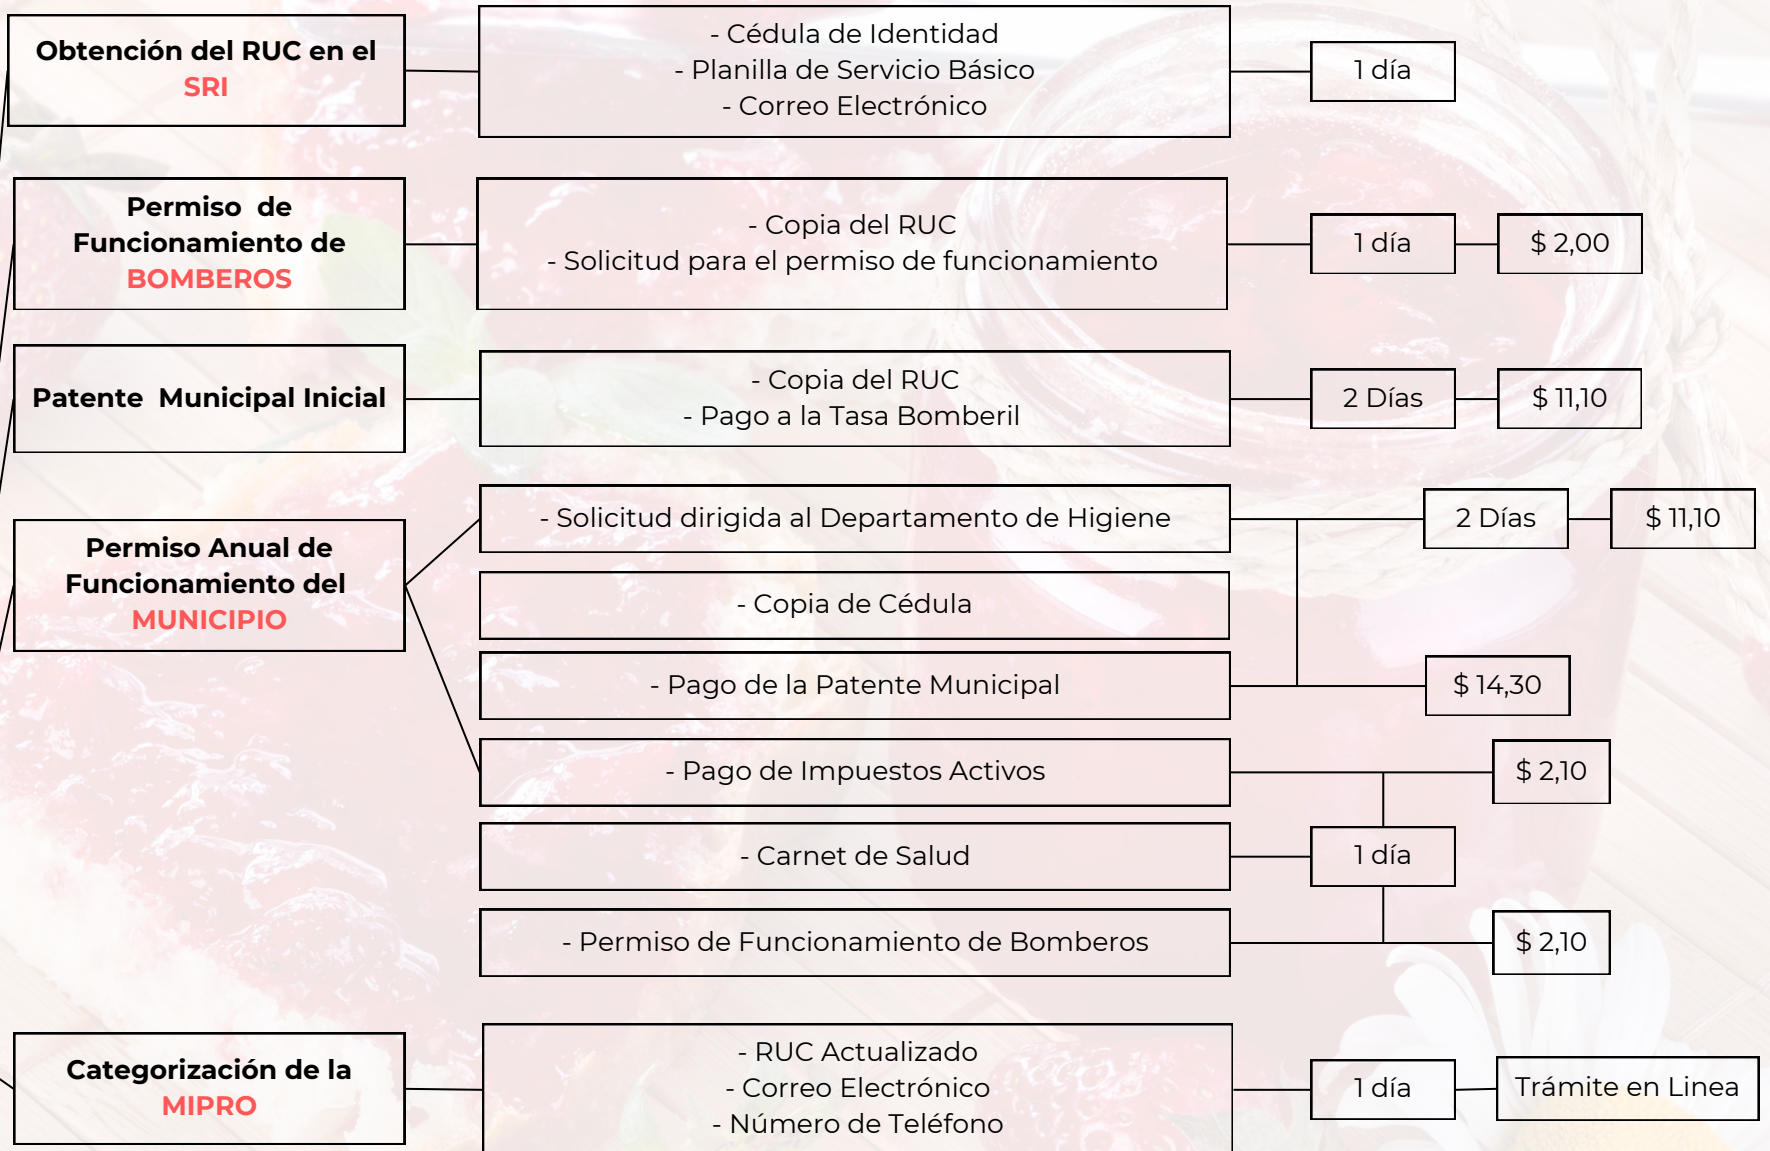 Obtención del RUC en el
SRI
- Cédula de Identidad
- Planilla de Servicio Básico
- Correo Electrónico
1 día
Permiso de
Funcionamiento de
BOMBEROS
- Copia del RUC
- Solicitud para el permiso de funcionamiento
1 día
$ 2,00
Patente Municipal Inicial
- Copia del RUC
- Pago a la Tasa Bomberil
2 Días
$ 11,10
Permiso Anual de
Funcionamiento del
MUNICIPIO
- Solicitud dirigida al Departamento de Higiene
2 Días
$ 11,10
- Copia de Cédula
- Pago de la Patente Municipal
$ 14,30
- Pago de Impuestos Activos
$ 2,10
- Carnet de Salud
1 día
- Permiso de Funcionamiento de Bomberos
$ 2,10
Categorización de la
MIPRO
- RUC Actualizado
- Correo Electrónico
- Número de Teléfono
1 día
Trámite en Linea